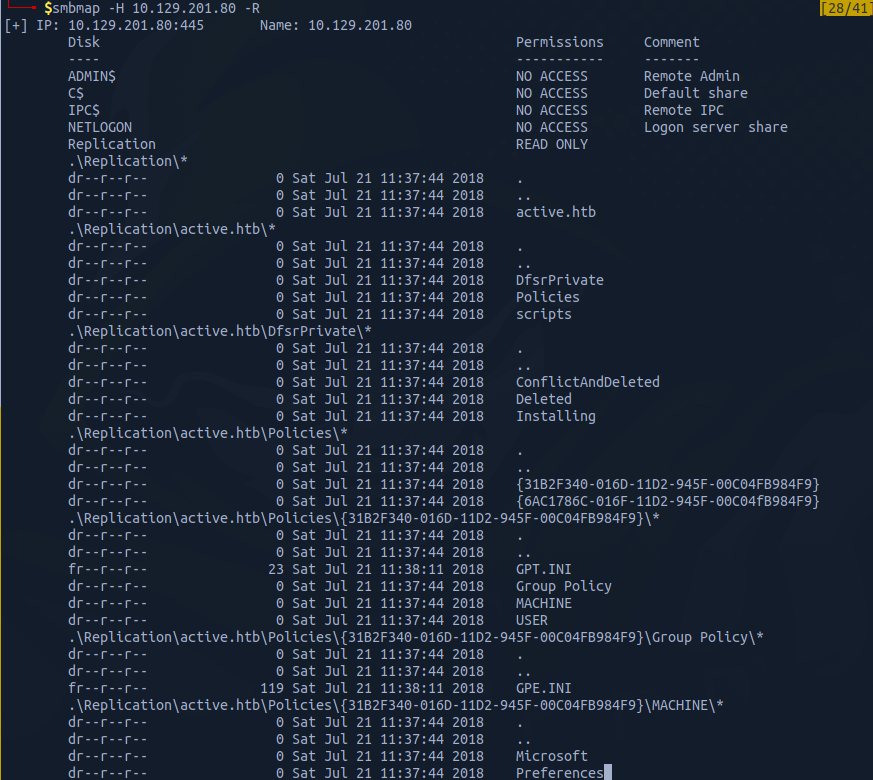 $smbmap -H 10.129.201.80 -R [28/41]
[+] IP: 10.129.201.80:445 Name: 10.129.201.80
Disk Permissions Comment
---- ----------- -------
ADMIN$ NO ACCESS Remote Admin
C$ NO ACCESS Default share
IPC$ NO ACCESS Remote IPC
NETLOGON NO ACCESS Logon server share
Replication READ ONLY
.\Replication\*
dr--r--r-- 0 Sat Jul 21 11:37:44 2018 .
dr--r--r-- 0 Sat Jul 21 11:37:44 2018 ..
dr--r--r-- 0 Sat Jul 21 11:37:44 2018 active.htb
.\Replication\active.htb\*
dr--r--r-- 0 Sat Jul 21 11:37:44 2018 .
dr--r--r-- 0 Sat Jul 21 11:37:44 2018 ..
dr--r--r-- 0 Sat Jul 21 11:37:44 2018 DfsrPrivate
dr--r--r-- 0 Sat Jul 21 11:37:44 2018 Policies
dr--r--r-- 0 Sat Jul 21 11:37:44 2018 scripts
.\Replication\active.htb\DfsrPrivate\*
dr--r--r-- 0 Sat Jul 21 11:37:44 2018 .
dr--r--r-- 0 Sat Jul 21 11:37:44 2018 ..
dr--r--r-- 0 Sat Jul 21 11:37:44 2018 ConflictAndDeleted
dr--r--r-- 0 Sat Jul 21 11:37:44 2018 Deleted
dr--r--r-- 0 Sat Jul 21 11:37:44 2018 Installing
.\Replication\active.htb\Policies\*
dr--r--r-- 0 Sat Jul 21 11:37:44 2018 .
dr--r--r-- 0 Sat Jul 21 11:37:44 2018 ..
dr--r--r-- 0 Sat Jul 21 11:37:44 2018 {31B2F340-016D-11D2-945F-00C04FB984F9}
dr--r--r-- 0 Sat Jul 21 11:37:44 2018 {6AC1786C-016F-11D2-945F-00C04fB984F9}
.\Replication\active.htb\Policies\{31B2F340-016D-11D2-945F-00C04FB984F9}\*
dr--r--r-- 0 Sat Jul 21 11:37:44 2018 .
dr--r--r-- 0 Sat Jul 21 11:37:44 2018 ..
fr--r--r-- 23 Sat Jul 21 11:38:11 2018 GPT.INI
dr--r--r-- 0 Sat Jul 21 11:37:44 2018 Group Policy
dr--r--r-- 0 Sat Jul 21 11:37:44 2018 MACHINE
dr--r--r-- 0 Sat Jul 21 11:37:44 2018 USER
.\Replication\active.htb\Policies\{31B2F340-016D-11D2-945F-00C04FB984F9}\Group Policy\*
dr--r--r-- 0 Sat Jul 21 11:37:44 2018 .
dr--r--r-- 0 Sat Jul 21 11:37:44 2018 ..
fr--r--r-- 119 Sat Jul 21 11:38:11 2018 GPE.INI
.\Replication\active.htb\Policies\{31B2F340-016D-11D2-945F-00C04FB984F9}\MACHINE\*
dr--r--r-- 0 Sat Jul 21 11:37:44 2018 .
dr--r--r-- 0 Sat Jul 21 11:37:44 2018 ..
dr--r--r-- 0 Sat Jul 21 11:37:44 2018 Microsoft
dr--r--r-- 0 Sat Jul 21 11:37:44 2018 Preferences